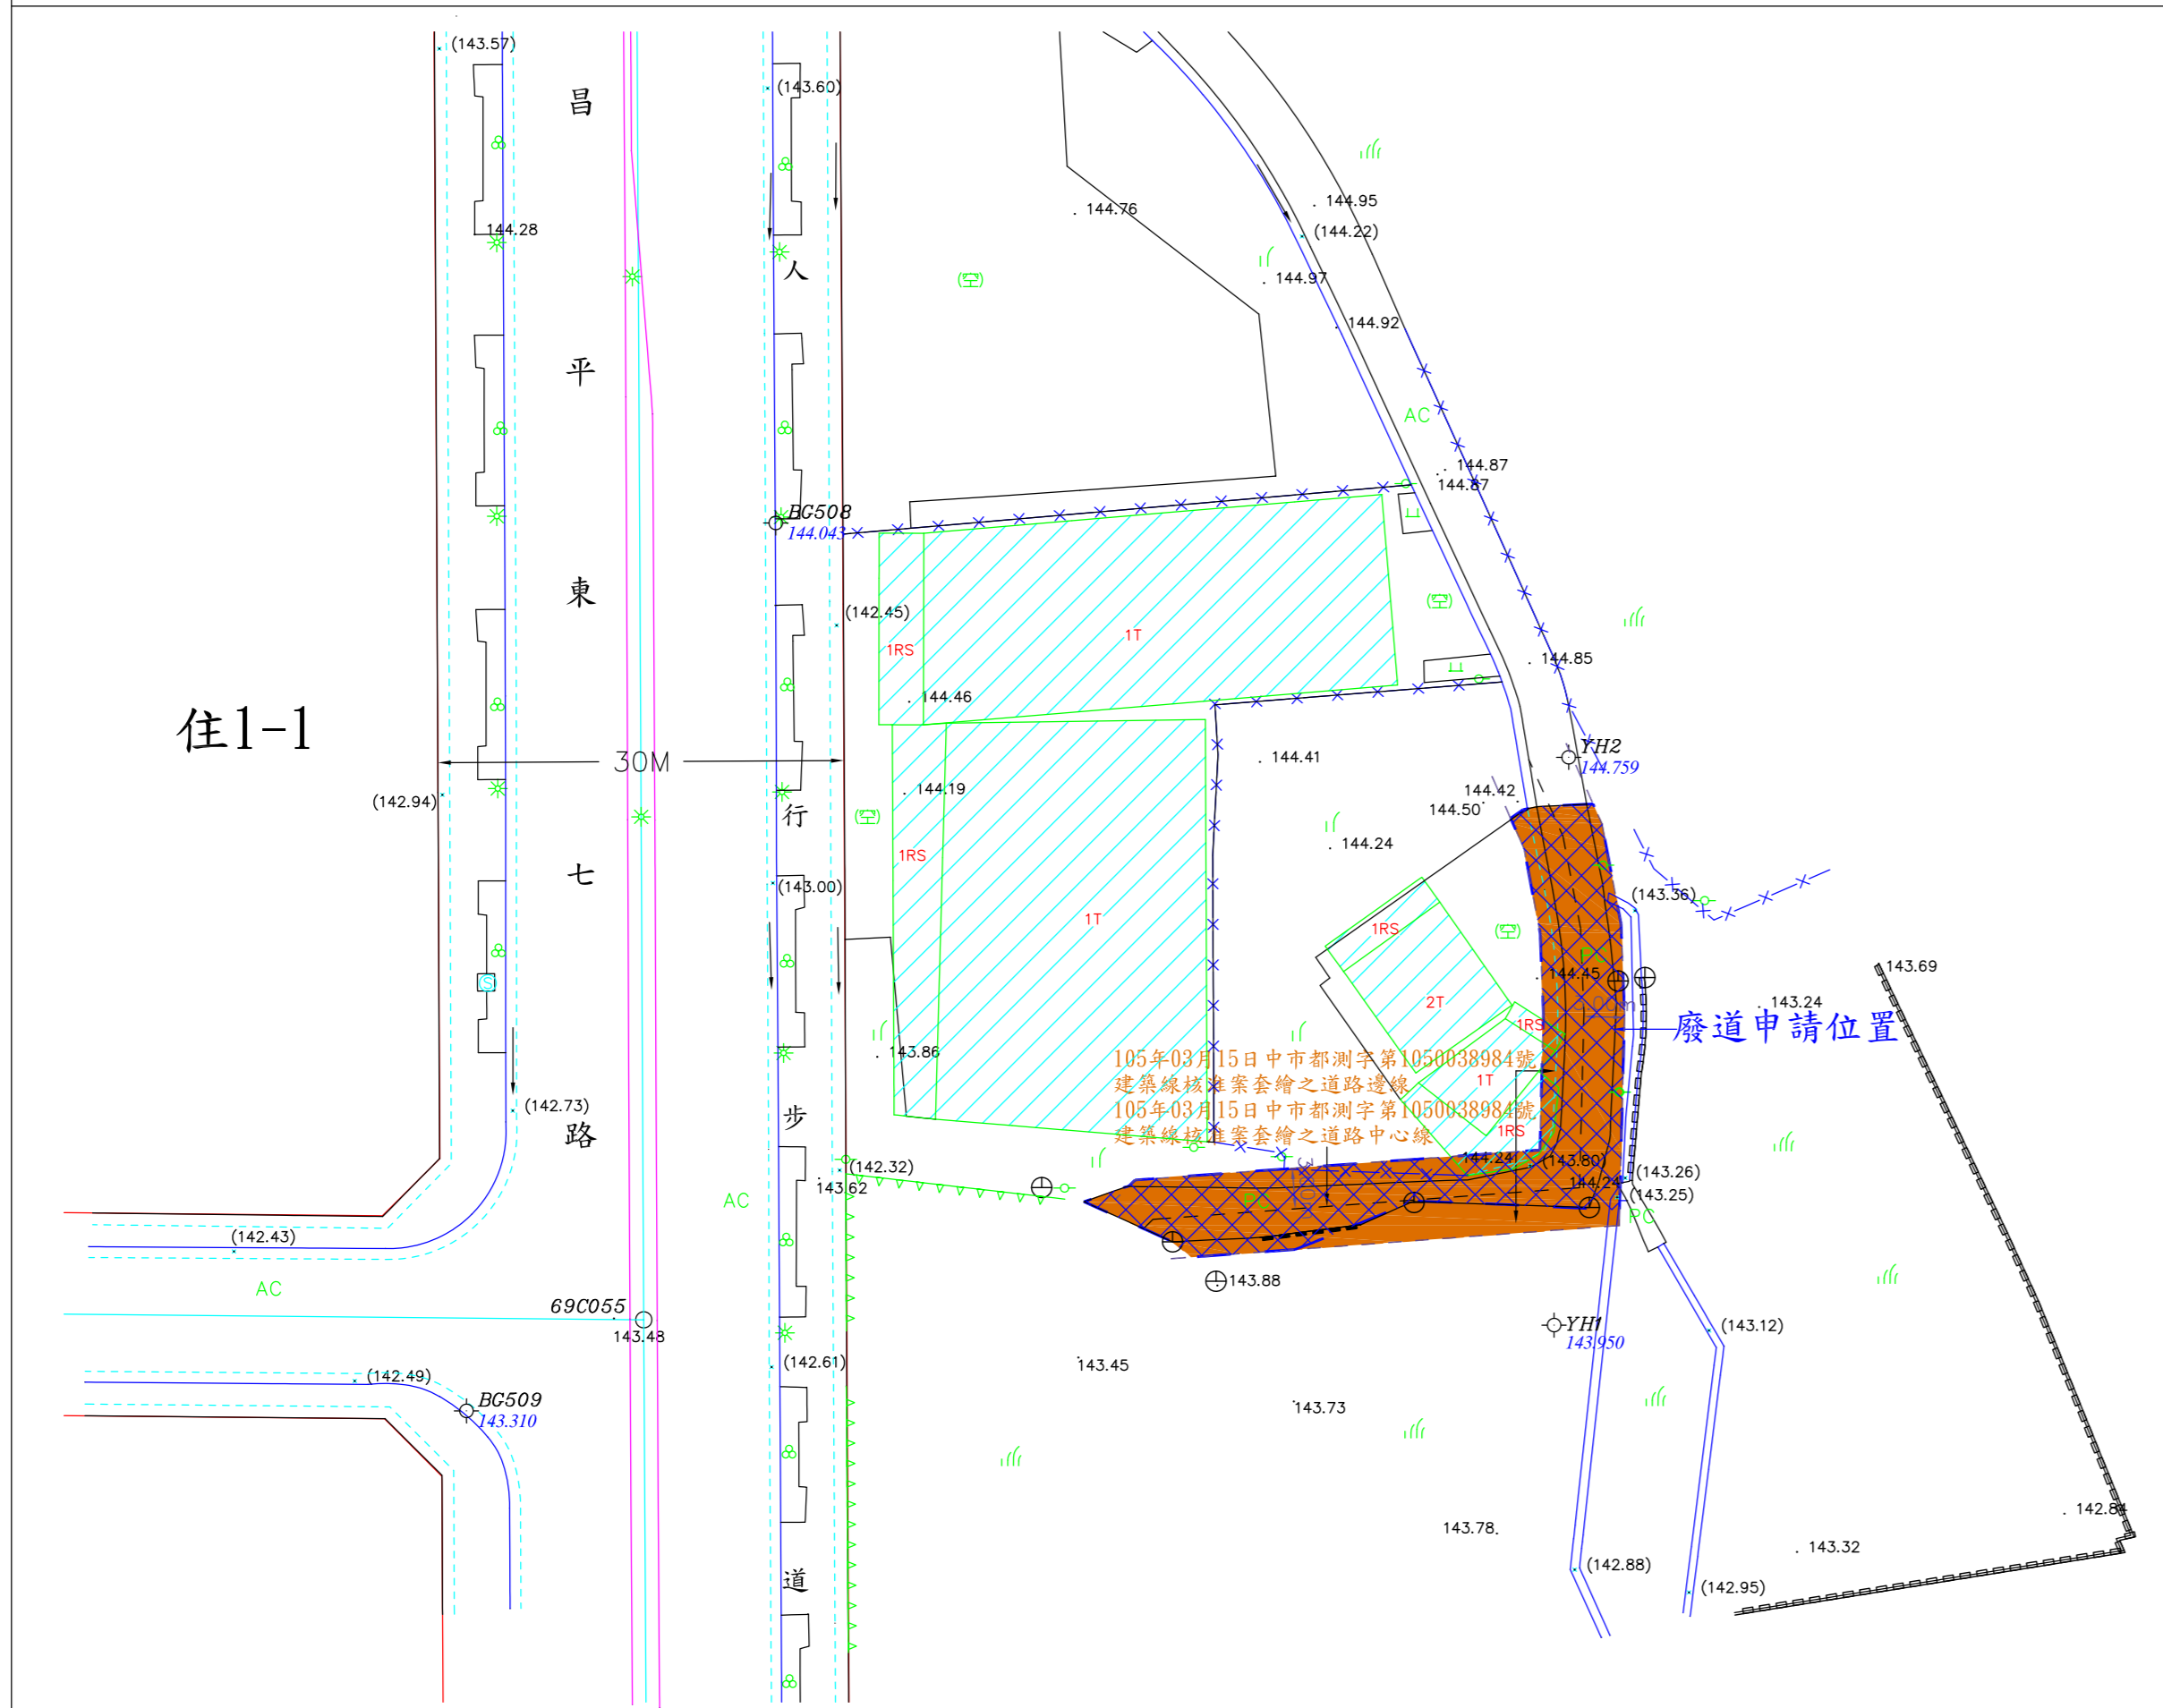 (143.57)
昌平東七路
人行步道
(143.60)
144.28
144.76
144.95
(144.22)
144.97
144.92
AC
144.87
144.87
BG508
144.043
(142.45)
1T
1RS
144.85
144.46
住1-1
30M
144.41
YH2
144.759
(142.94)
144.19
144.42
144.50
144.24
1RS
(143.00)
(143.36)
1T
1RS
143.69
144.45
2T
143.24
1RS
廢道申請位置
143.86
105年03月15日中市都測字第1050038984號
建築線核准案套繪之道路邊線
1T
105年03月15日中市都測字第1050038984號
建築線核准案套繪之道路中心線
1RS
(142.73)
144.24
(143.80)
(142.32)
143.62
144.24
(143.26)
(143.25)
AC
PC
(142.43)
AC
143.88
69C055
143.48
YH1
143.950
(143.12)
(142.61)
143.45
(142.49)
BG509
143.310
143.73
143.78
142.84
143.32
(142.88)
(142.95)